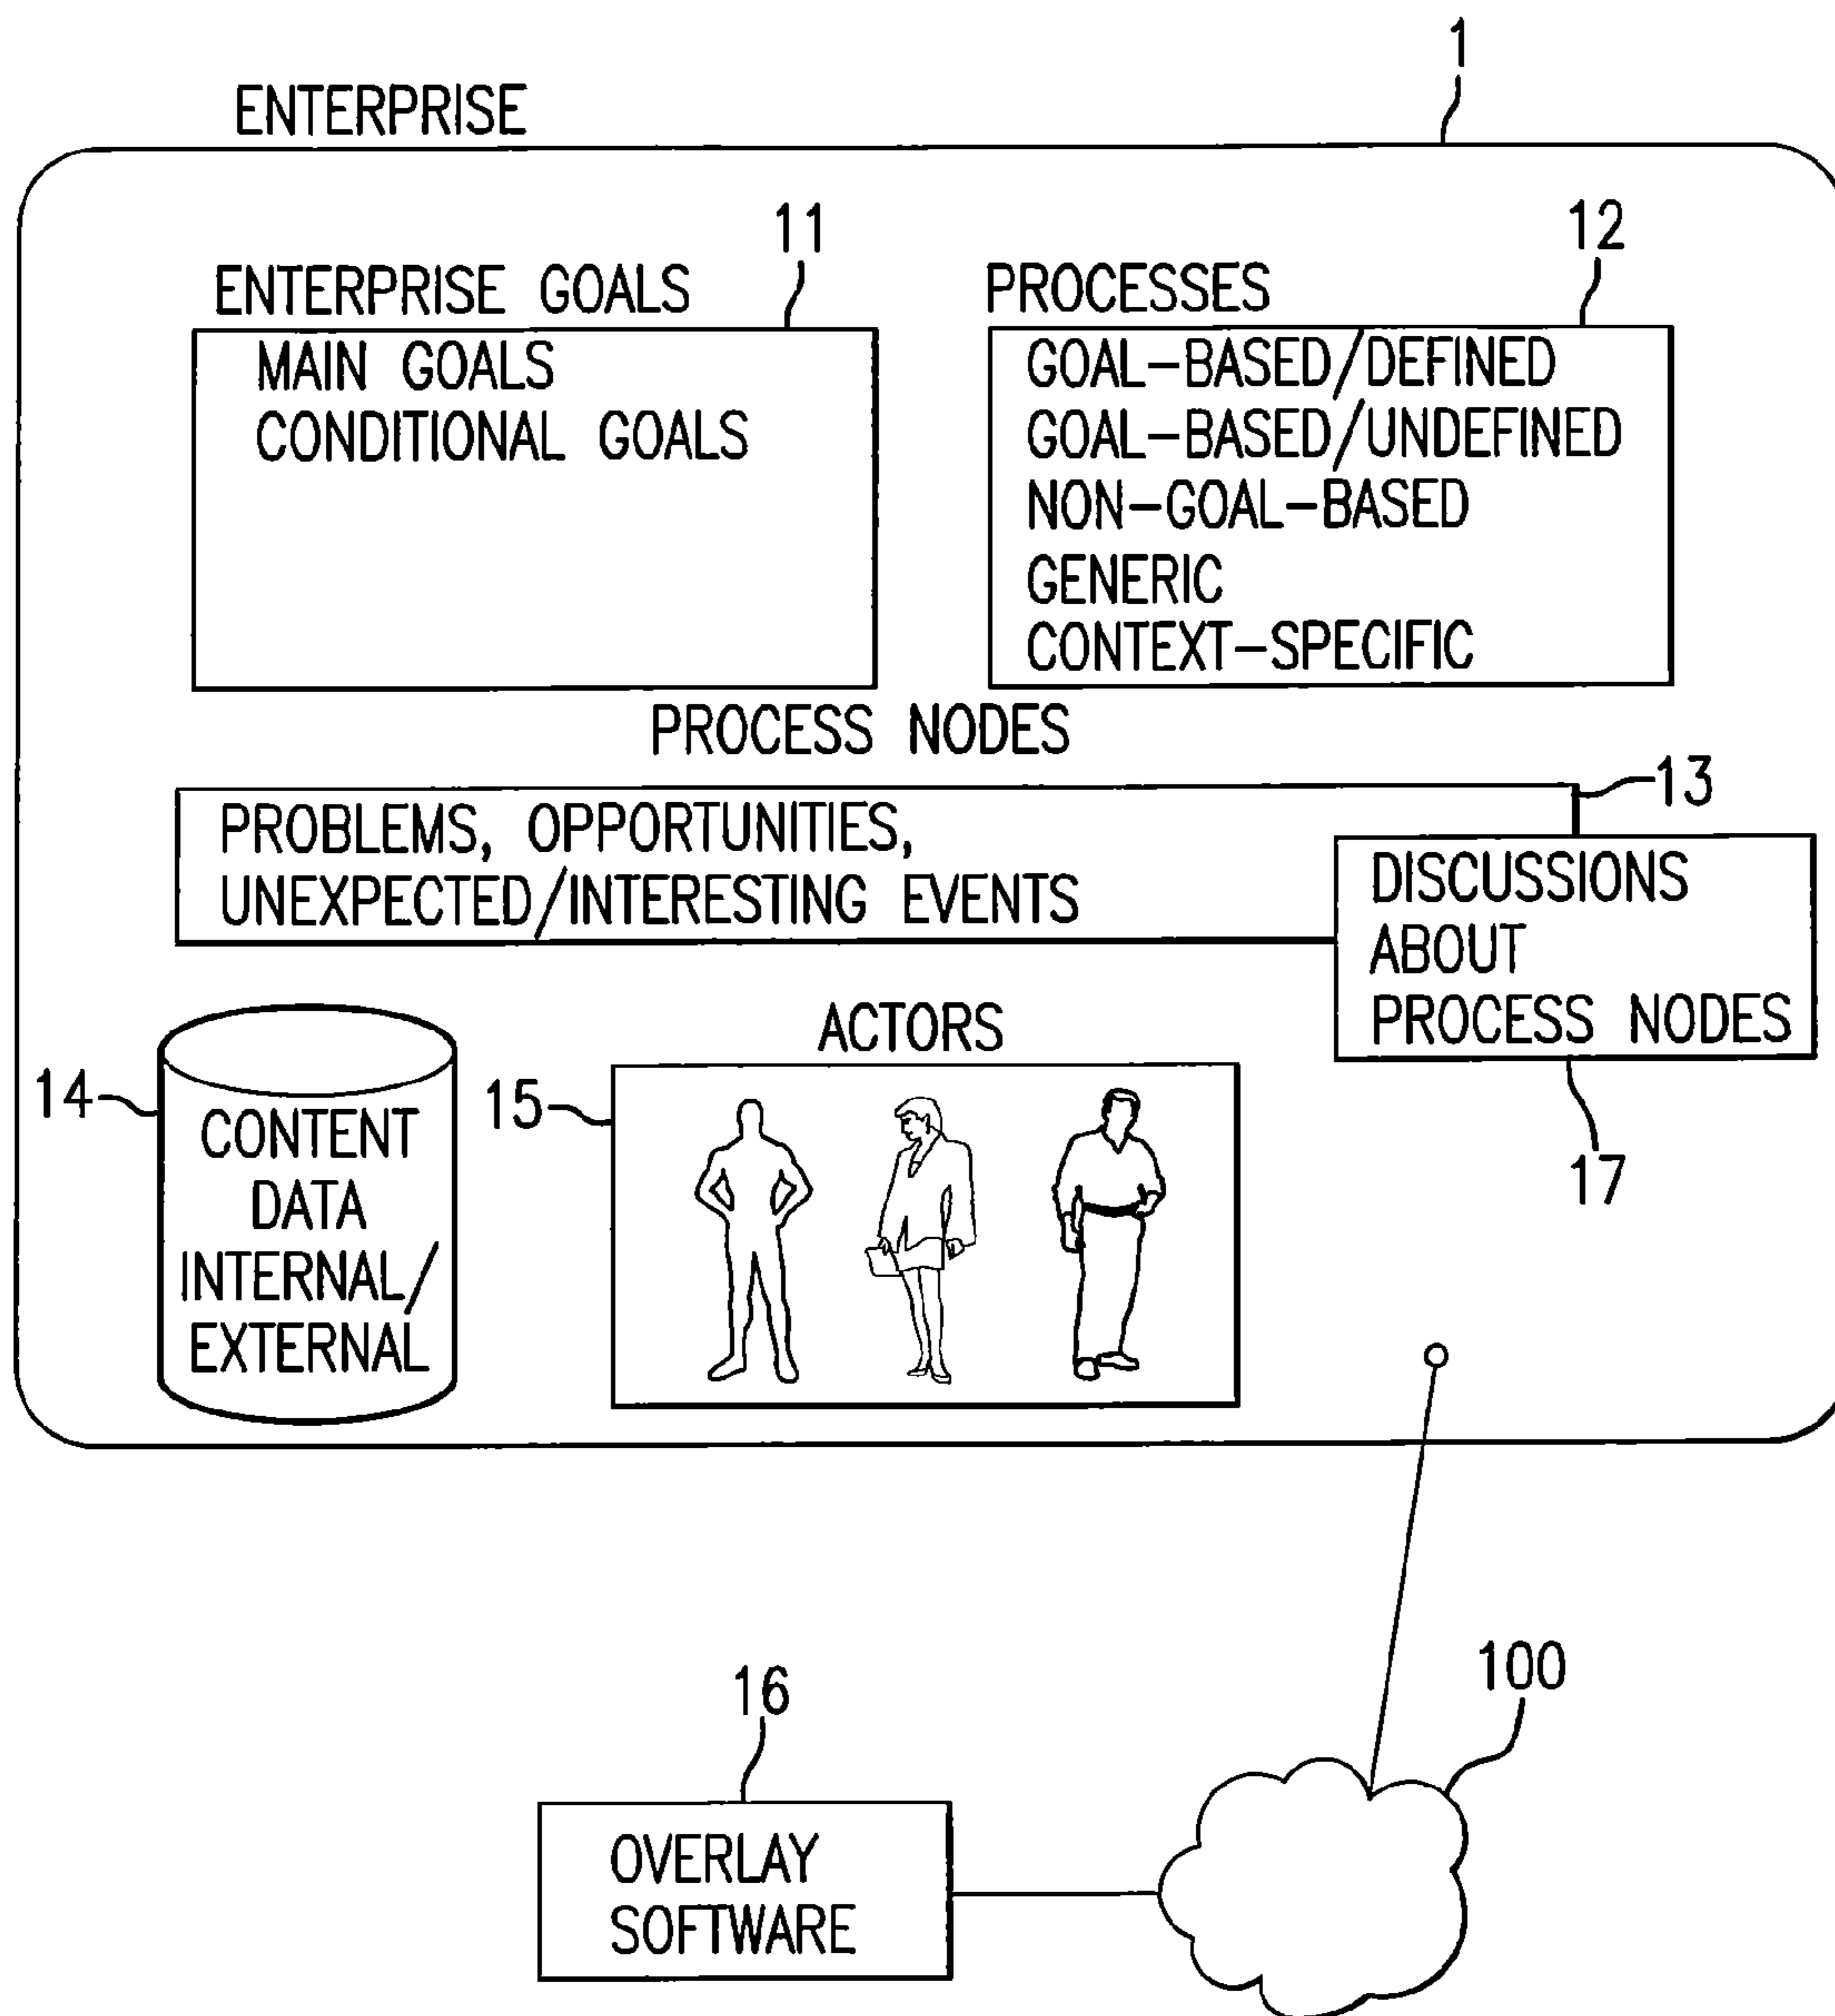 1
ENTERPRISE
11
12
ENTERPRISE GOALS
PROCESSES
MAIN GOALS
CONDITIONAL GOALS
GOAL-BASED/DEFINED
GOAL-BASED/UNDEFINED
NON-GOAL-BASED
GENERIC
CONTEXT-SPECIFIC
PROCESS NODES
13
PROBLEMS, OPPORTUNITIES,
UNEXPECTED/INTERESTING EVENTS
DISCUSSIONS
ABOUT
PROCESS NODES
17
14
CONTENT
DATA
INTERNAL/
EXTERNAL
ACTORS
15
16
OVERLAY
SOFTWARE
100